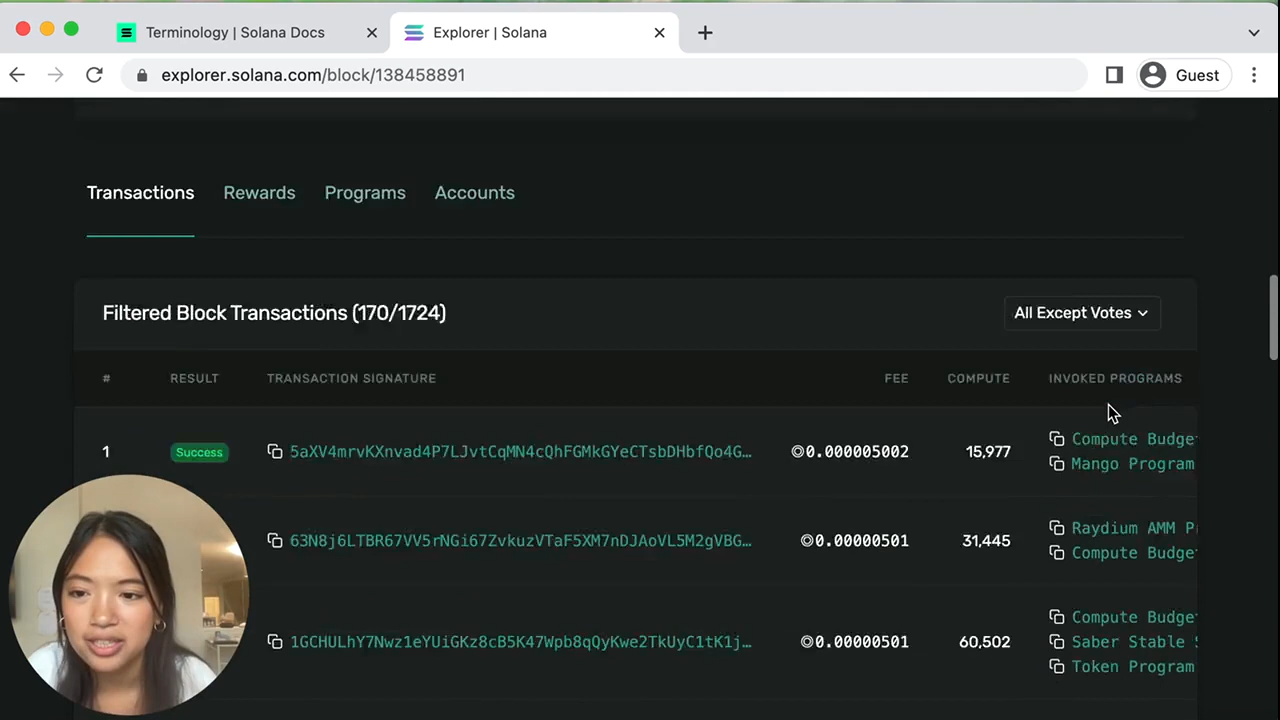 Terminology | Solana Docs
Explorer | Solana
explorer.solana.com/block/138458891
Guest
Transactions Rewards Programs Accounts
Filtered Block Transactions (170/1724)
All Except Votes
# RESULT TRANSACTION SIGNATURE FEE COMPUTE INVOKED PROGRAMS
1 Success 5aXV4mrvKXnvad4P7LJvtCqMN4cQhFGMkGYeCTsbDHbfQo4G… ◎0.000005002 15,977 Compute Budget
Mango Program
63N8j6LTBR67VV5rNGi67ZvkuzVTaF5XM7nDJAoVL5M2gVBG… ◎0.00000501 31,445 Raydium AMM P
Compute Budget
1GCHULhY7Nwz1eYUiGKz8cB5K47Wpb8qQyKwe2TkUyC1tK1j… ◎0.00000501 60,502 Compute Budget
Saber Stable S
Token Program